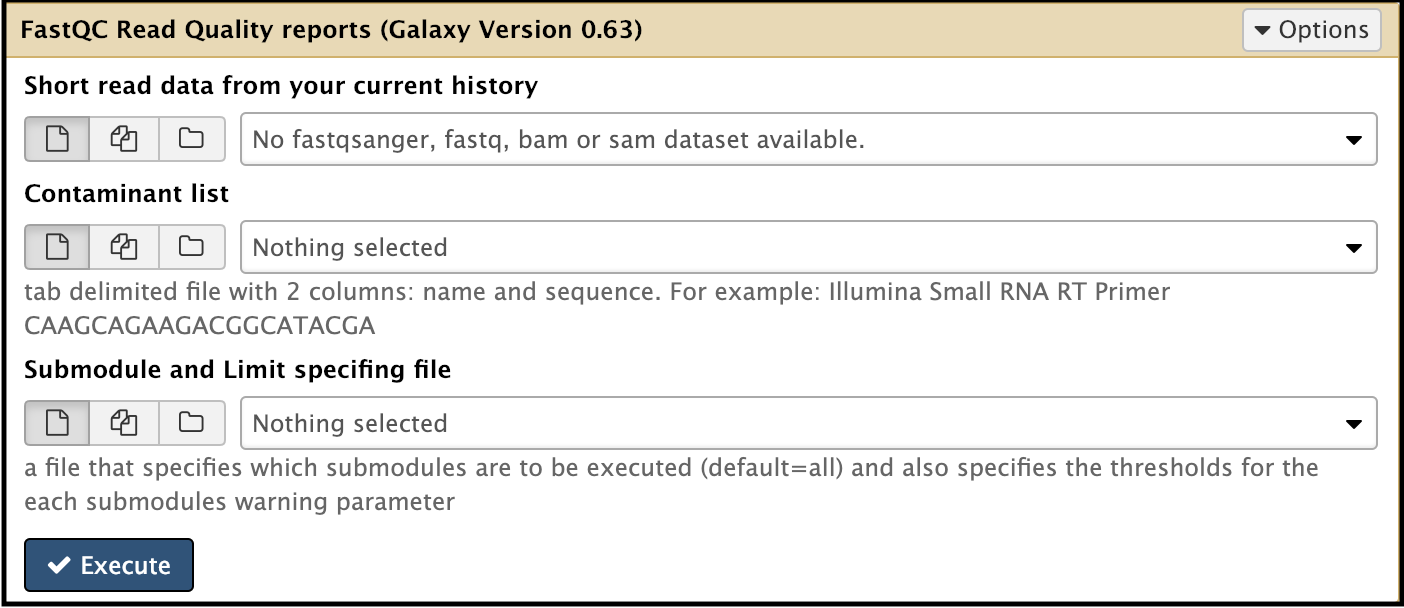 FastQC Read Quality reports (Galaxy Version 0.63)
Options
Short read data from your current history
No fastqsanger, fastq, bam or sam dataset available.
Contaminant list
Nothing selected
tab delimited file with 2 columns: name and sequence. For example: Illumina Small RNA RT Primer
CAAGCAGAAGACGGCATACGA
Submodule and Limit specifing file
Nothing selected
a file that specifies which submodules are to be executed (default=all) and also specifies the thresholds for the
each submodules warning parameter
Execute